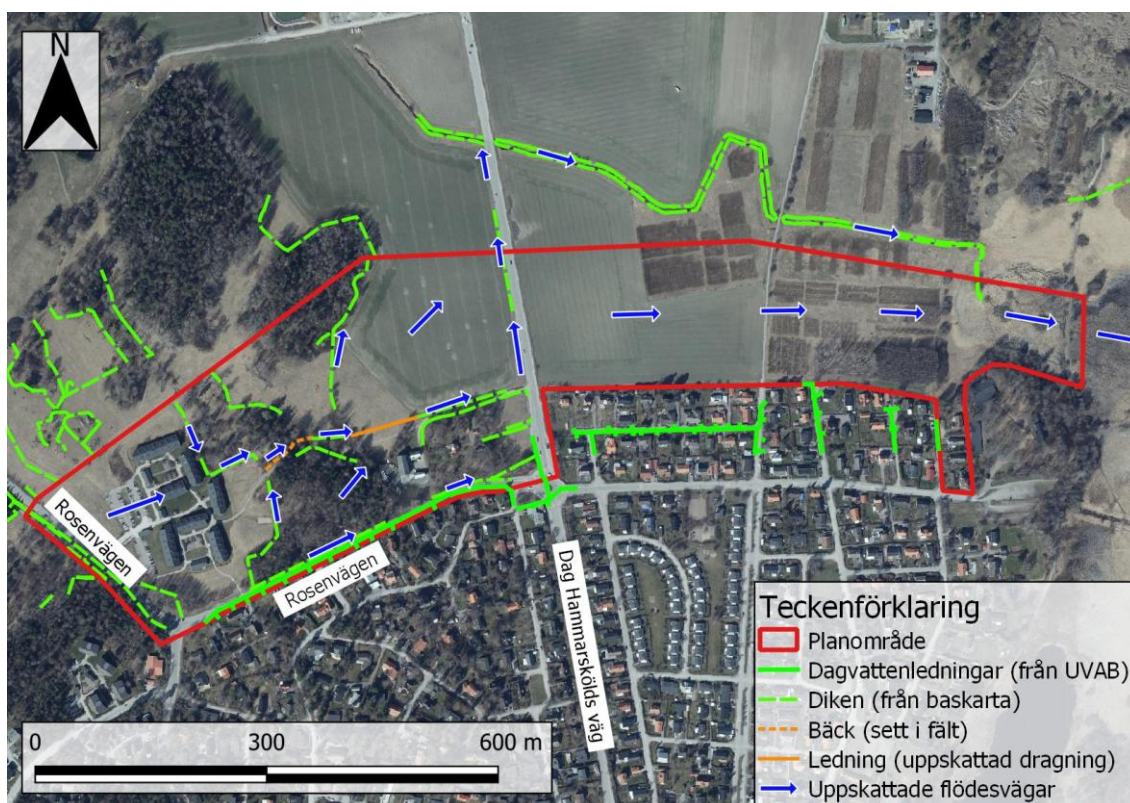 N
Rosenvägen
Rosenvägen
Dag Hammarskölds väg
0 300 600 m
Teckenförklaring
Planområde
Dagvattenledningar (från UVAB)
Diken (från baskarta)
Bäck (sett i fält)
Ledning (uppskattad dragning)
Uppskattade flödesvägar